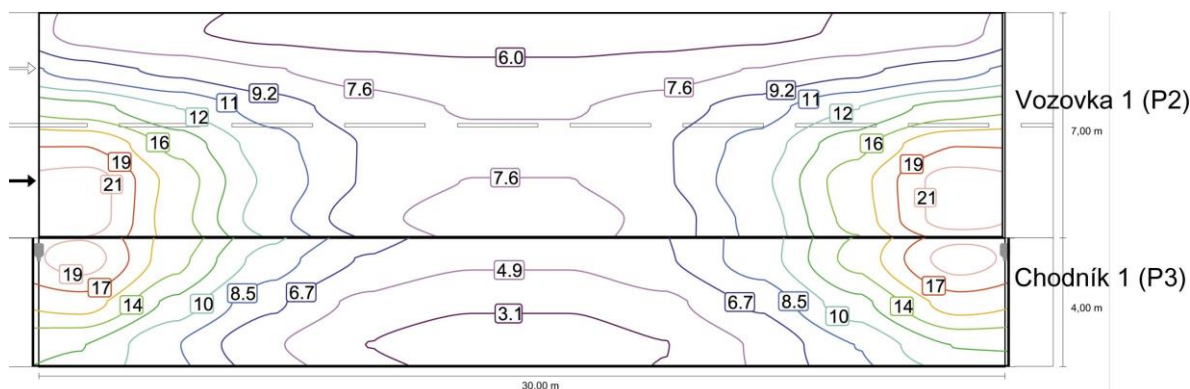 6.0
7.6 7.6
9.2 9.2
11 11
Vozovka 1 (P2)
12 12
7,00 m
16 16
19 19
7.6
21 21
19 4.9
17 6.7 6.7 17
Chodník 1 (P3)
8.5 8.5
14 10 10 14
4,00 m
3.1
30.00 m